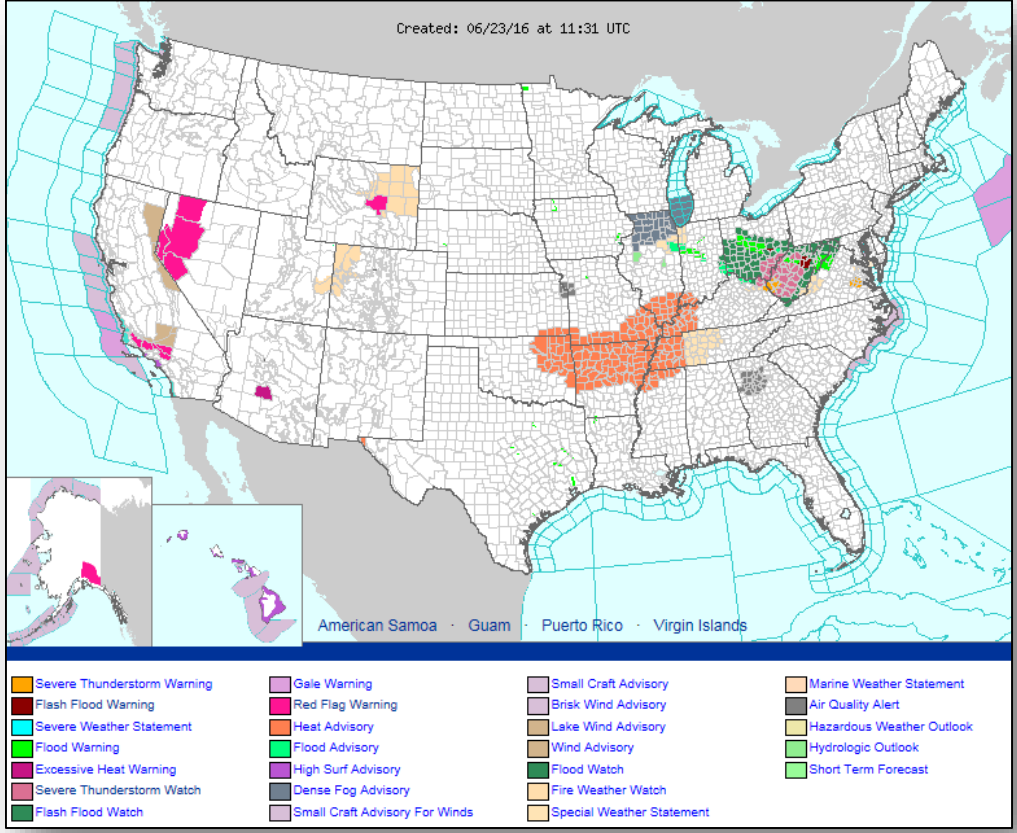 Created: 06/23/16 at 11:31 UTC
American Samoa · Guam · Puerto Rico · Virgin Islands
Severe Thunderstorm Warning
Flash Flood Warning
Severe Weather Statement
Flood Warning
Excessive Heat Warning
Severe Thunderstorm Watch
Flash Flood Watch
Gale Warning
Red Flag Warning
Heat Advisory
Flood Advisory
High Surf Advisory
Dense Fog Advisory
Small Craft Advisory For Winds
Small Craft Advisory
Brisk Wind Advisory
Lake Wind Advisory
Wind Advisory
Flood Watch
Fire Weather Watch
Special Weather Statement
Marine Weather Statement
Air Quality Alert
Hazardous Weather Outlook
Hydrologic Outlook
Short Term Forecast